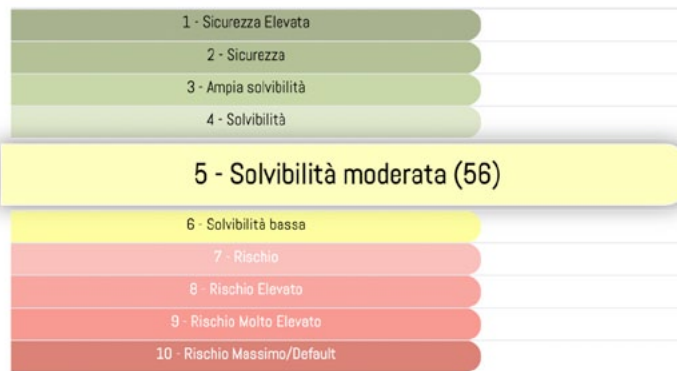 1 - Sicurezza Elevata
2 - Sicurezza
3 - Ampia solvibilità
4 - Solvibilità
5 - Solvibilità moderata (56)
6 - Solvibilità bassa
7 - Rischio
8 - Rischio Elevato
9 - Rischio Molto Elevato
10 - Rischio Massimo/Default